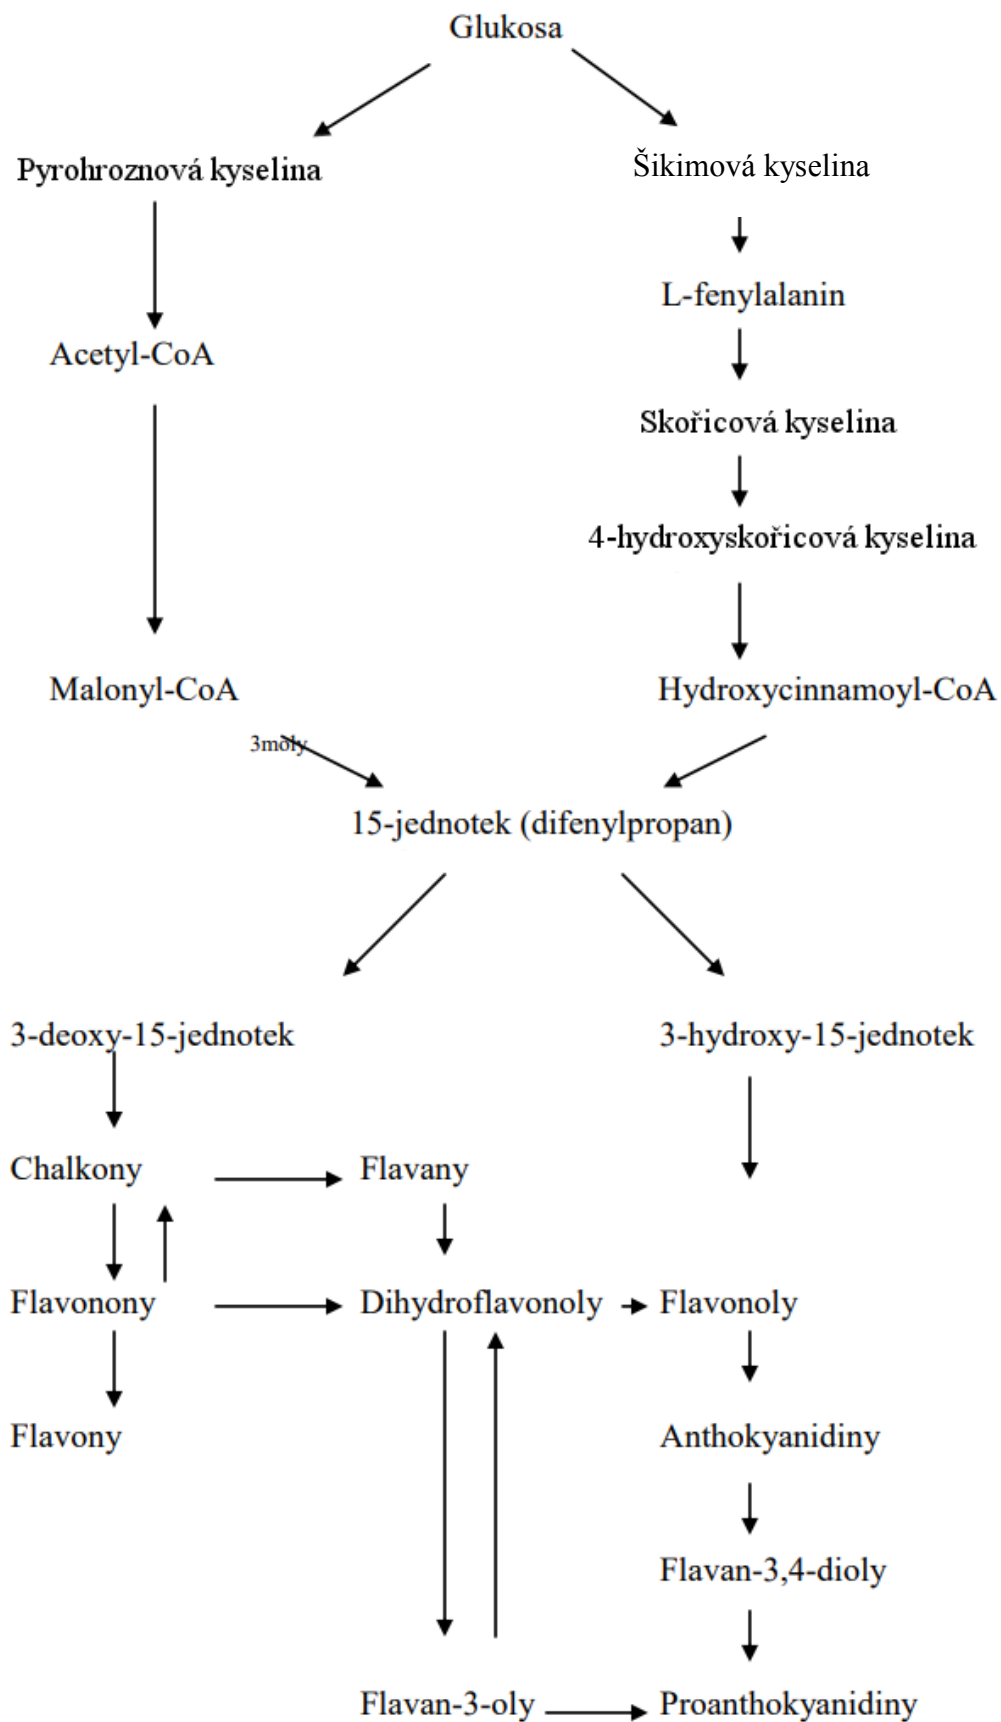 Glukosa
Pyrohroznová kyselina
Šikimová kyselina
L-fenylalanin
Acetyl-CoA
Skořicová kyselina
4-hydroxyskořicová kyselina
Malonyl-CoA
Hydroxycinnamoyl-CoA
3moly
15-jednotek (difenylpropan)
3-deoxy-15-jednotek
3-hydroxy-15-jednotek
Chalkony
Flavany
Flavonony
Dihydroflavonoly
Flavonoly
Flavony
Anthokyanidiny
Flavan-3,4-dioly
Flavan-3-oly
Proanthokyanidiny